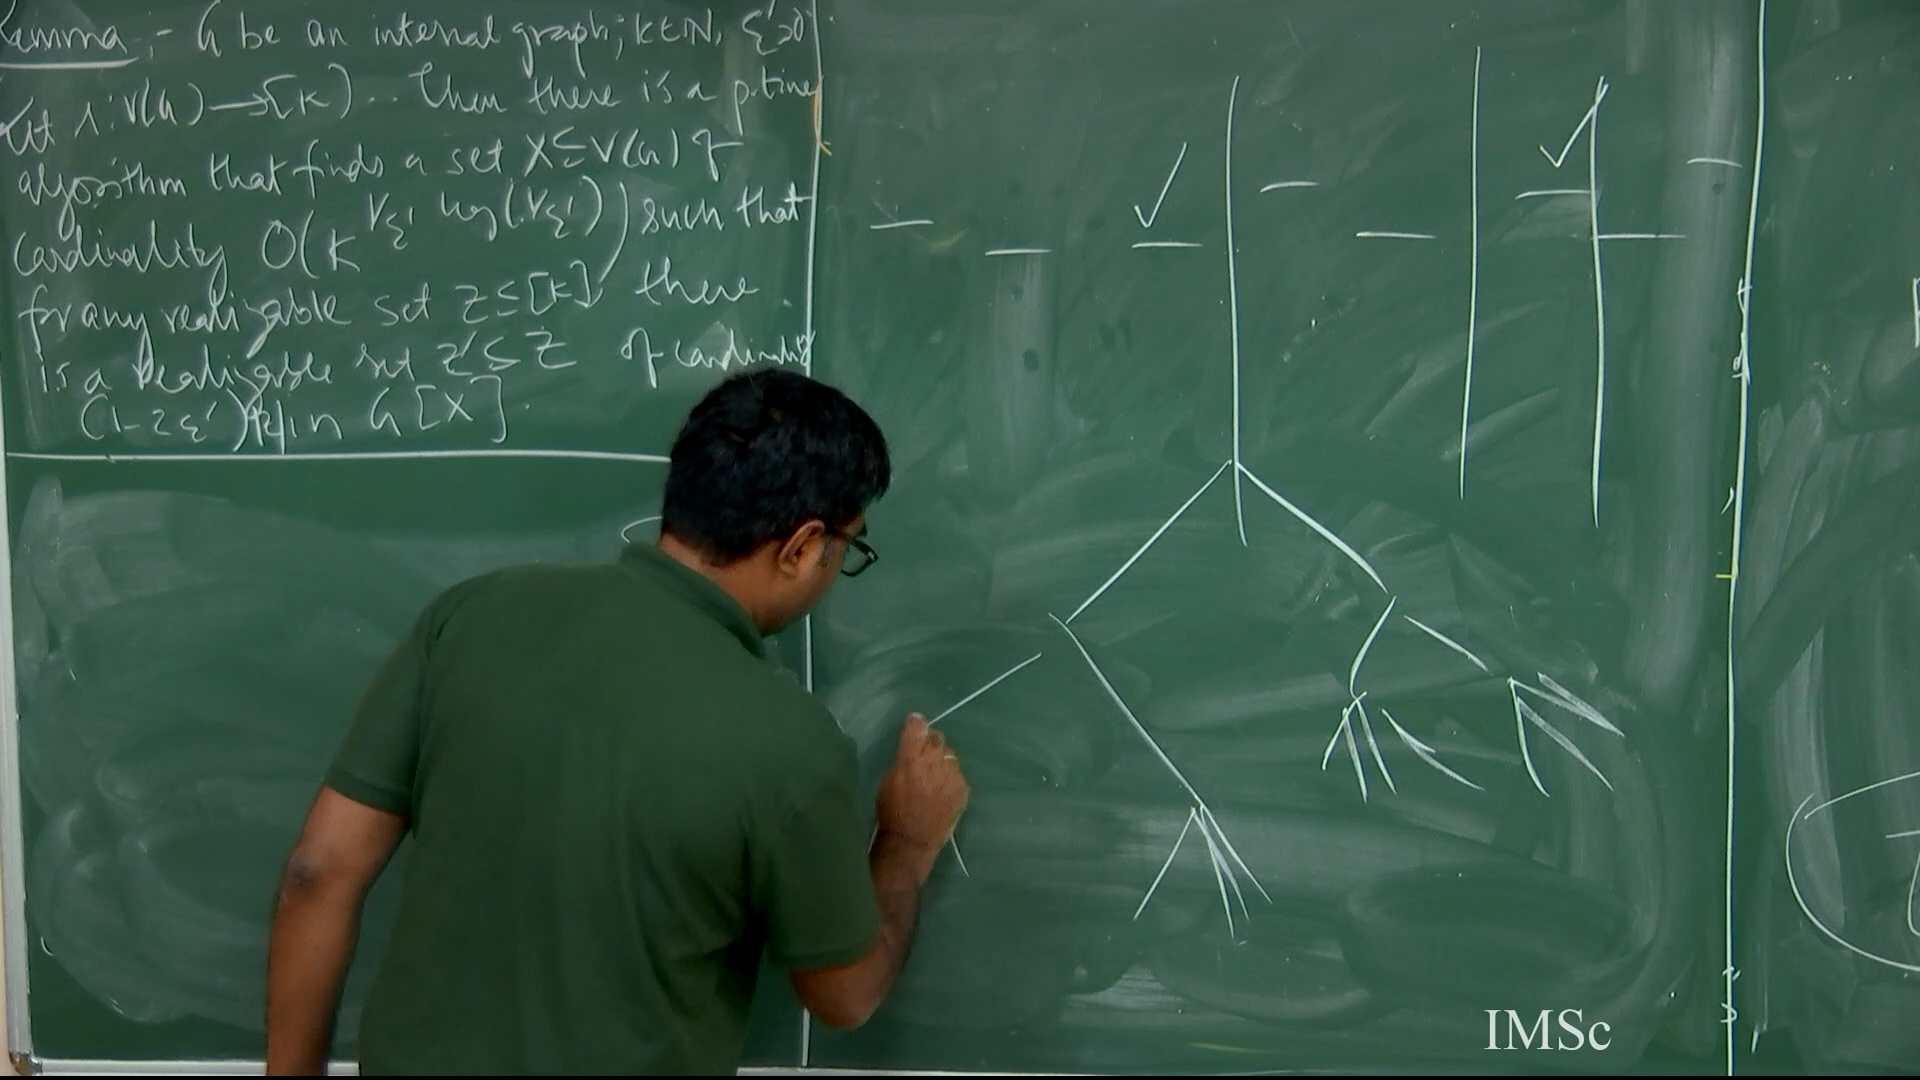 Lemma :- G be an interval graph; k∈N, ε'>0.
Let λ: V(G) → [k]. Then there is a p-time
algorithm that finds a set X ⊆ V(G) of
cardinality O(k^{1/ε' log(1/ε')}) such that
for any realizable set Z ⊆ [k], there
is a realizable set Z' ⊆ Z of cardinality
(1-2ε')|Z| in G[X].
IMSc